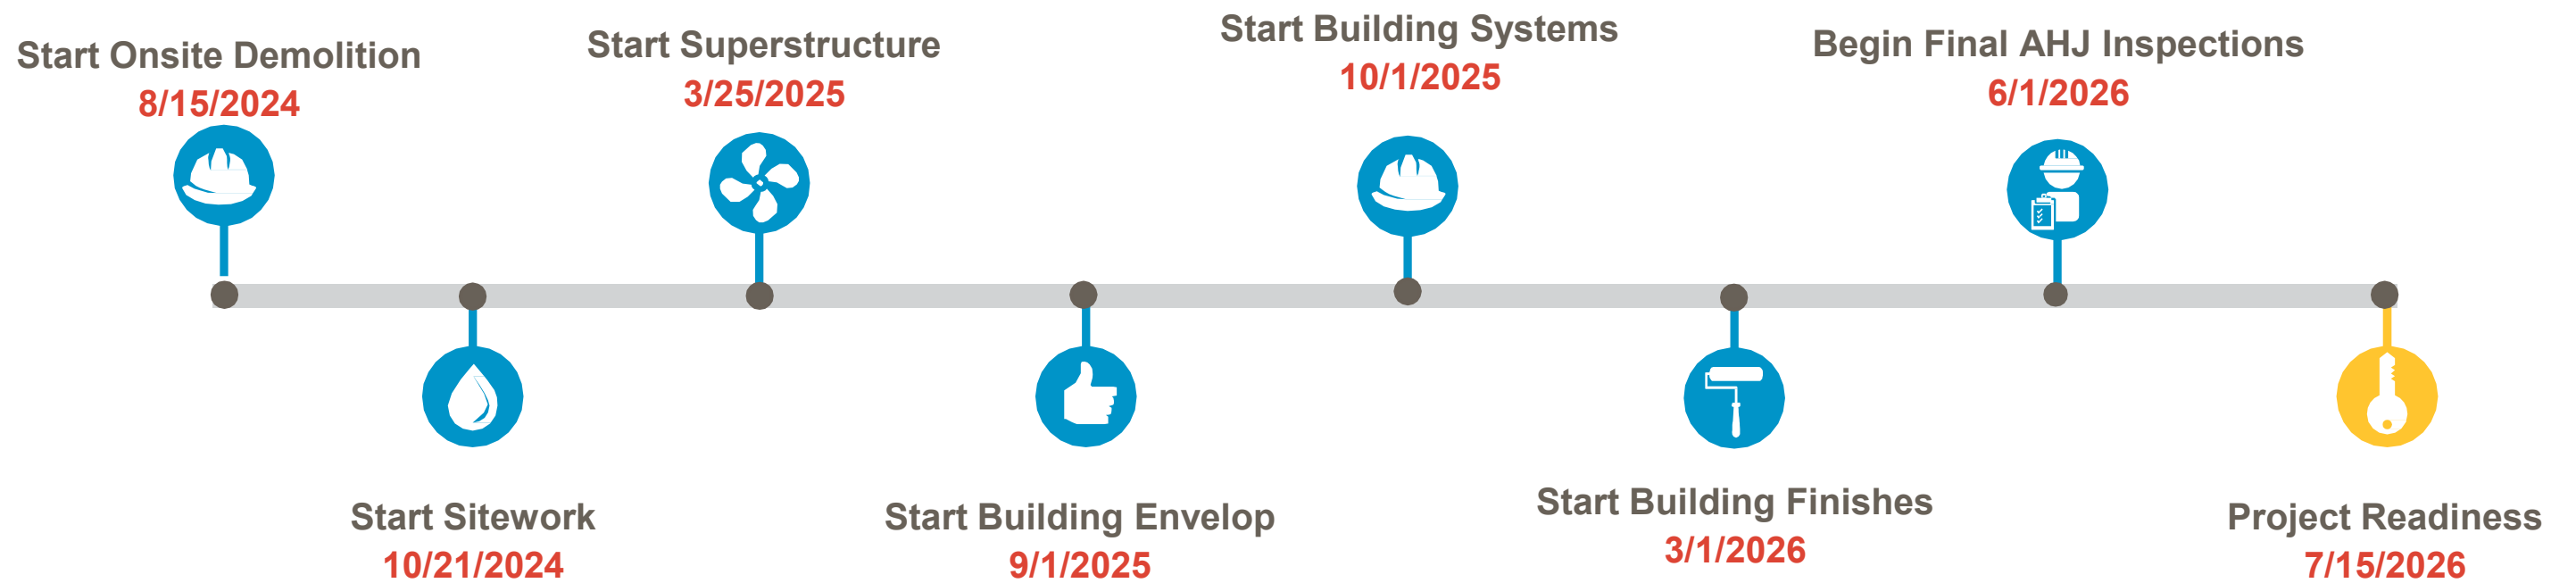 Start Onsite Demolition
8/15/2024
Start Sitework
10/21/2024
Start Superstructure
3/25/2025
Start Building Envelop
9/1/2025
Start Building Systems
10/1/2025
Start Building Finishes
3/1/2026
Begin Final AHJ Inspections
6/1/2026
Project Readiness
7/15/2026